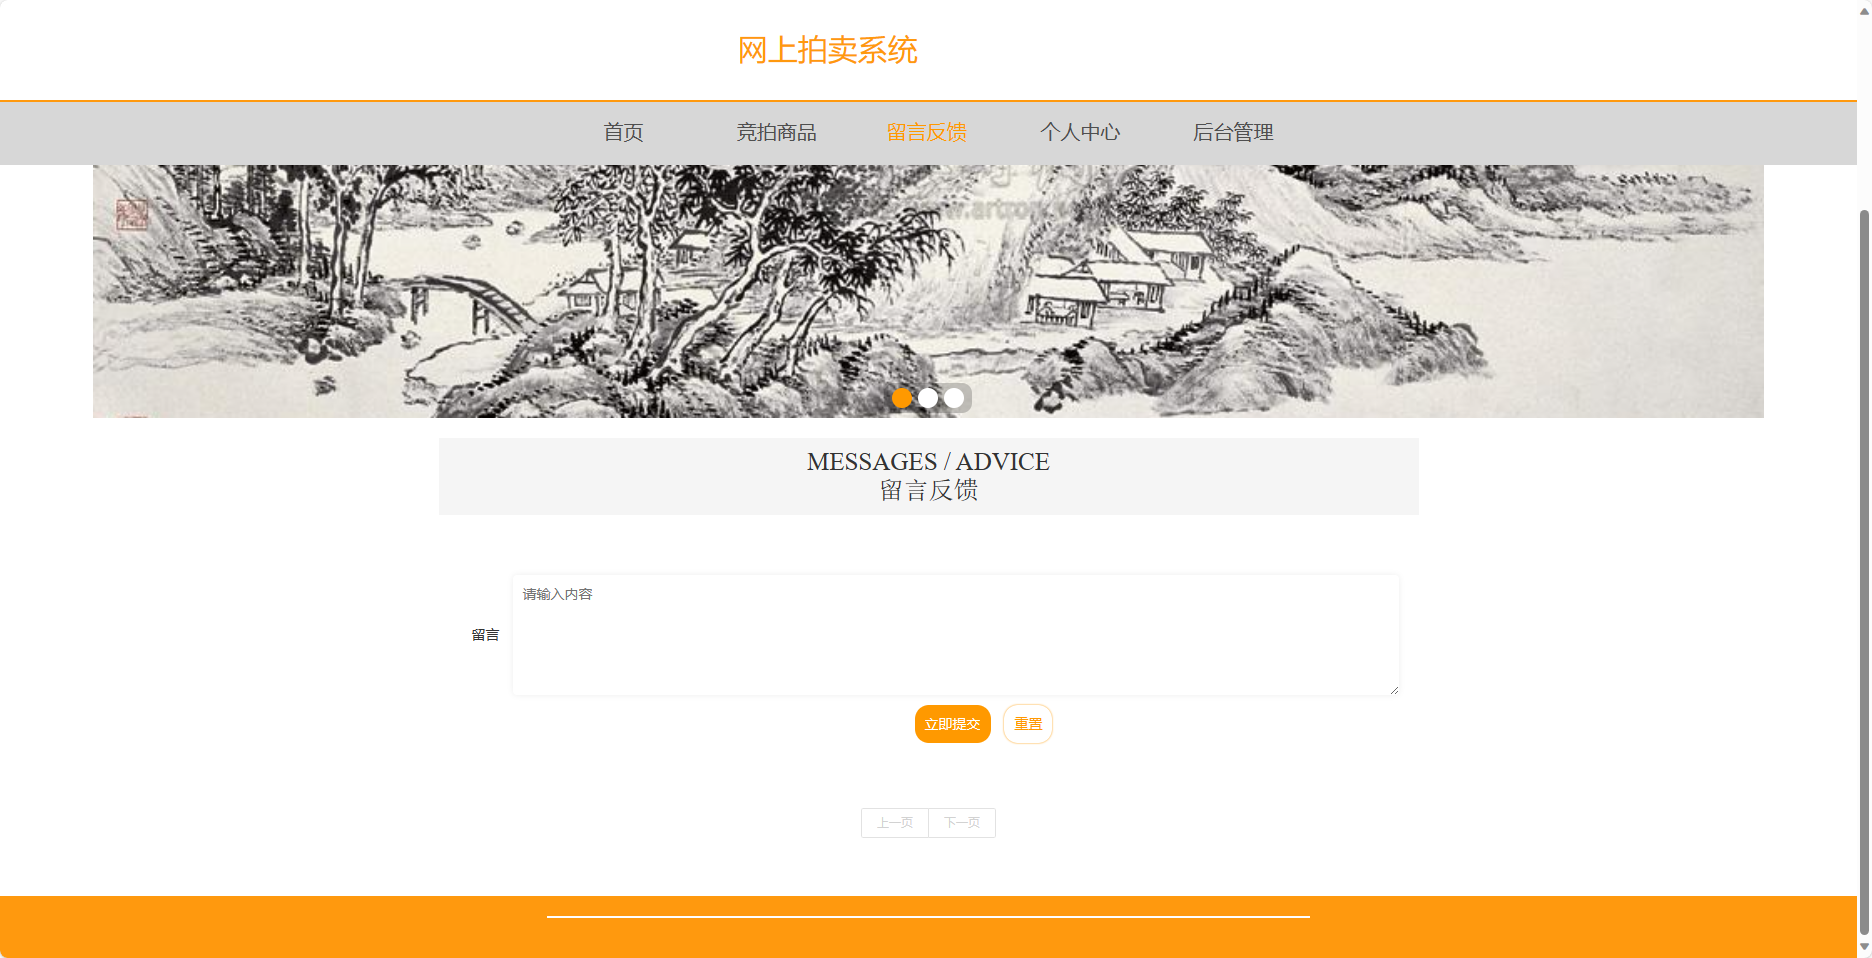 网上拍卖系统
首页 竞拍商品 留言反馈 个人中心 后台管理
MESSAGES / ADVICE
留言反馈
请输入内容
留言
立即提交 重置
上一页 下一页